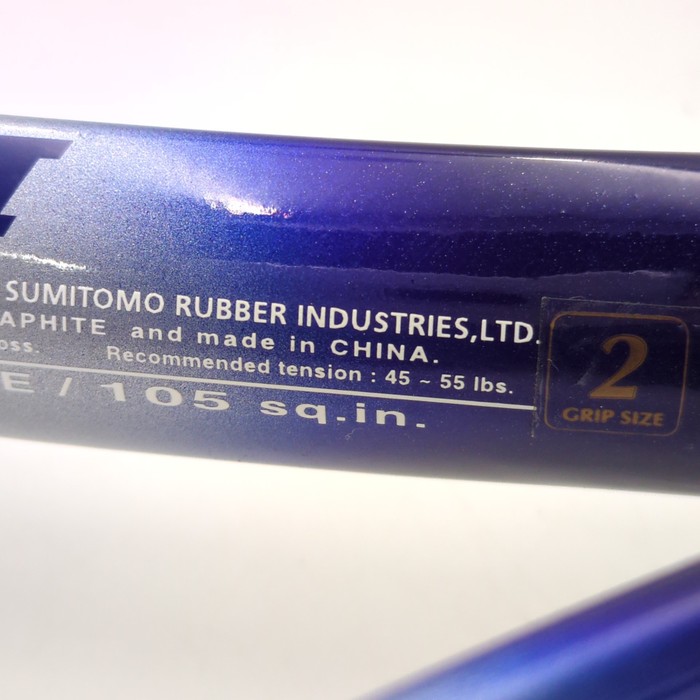 SUMITOMO RUBBER INDUSTRIES,LTD.
APHITE and made in CHINA.
oss. Recommended tension : 45 ~ 55 lbs.
E / 105 sq.in.
2
GRIP SIZE